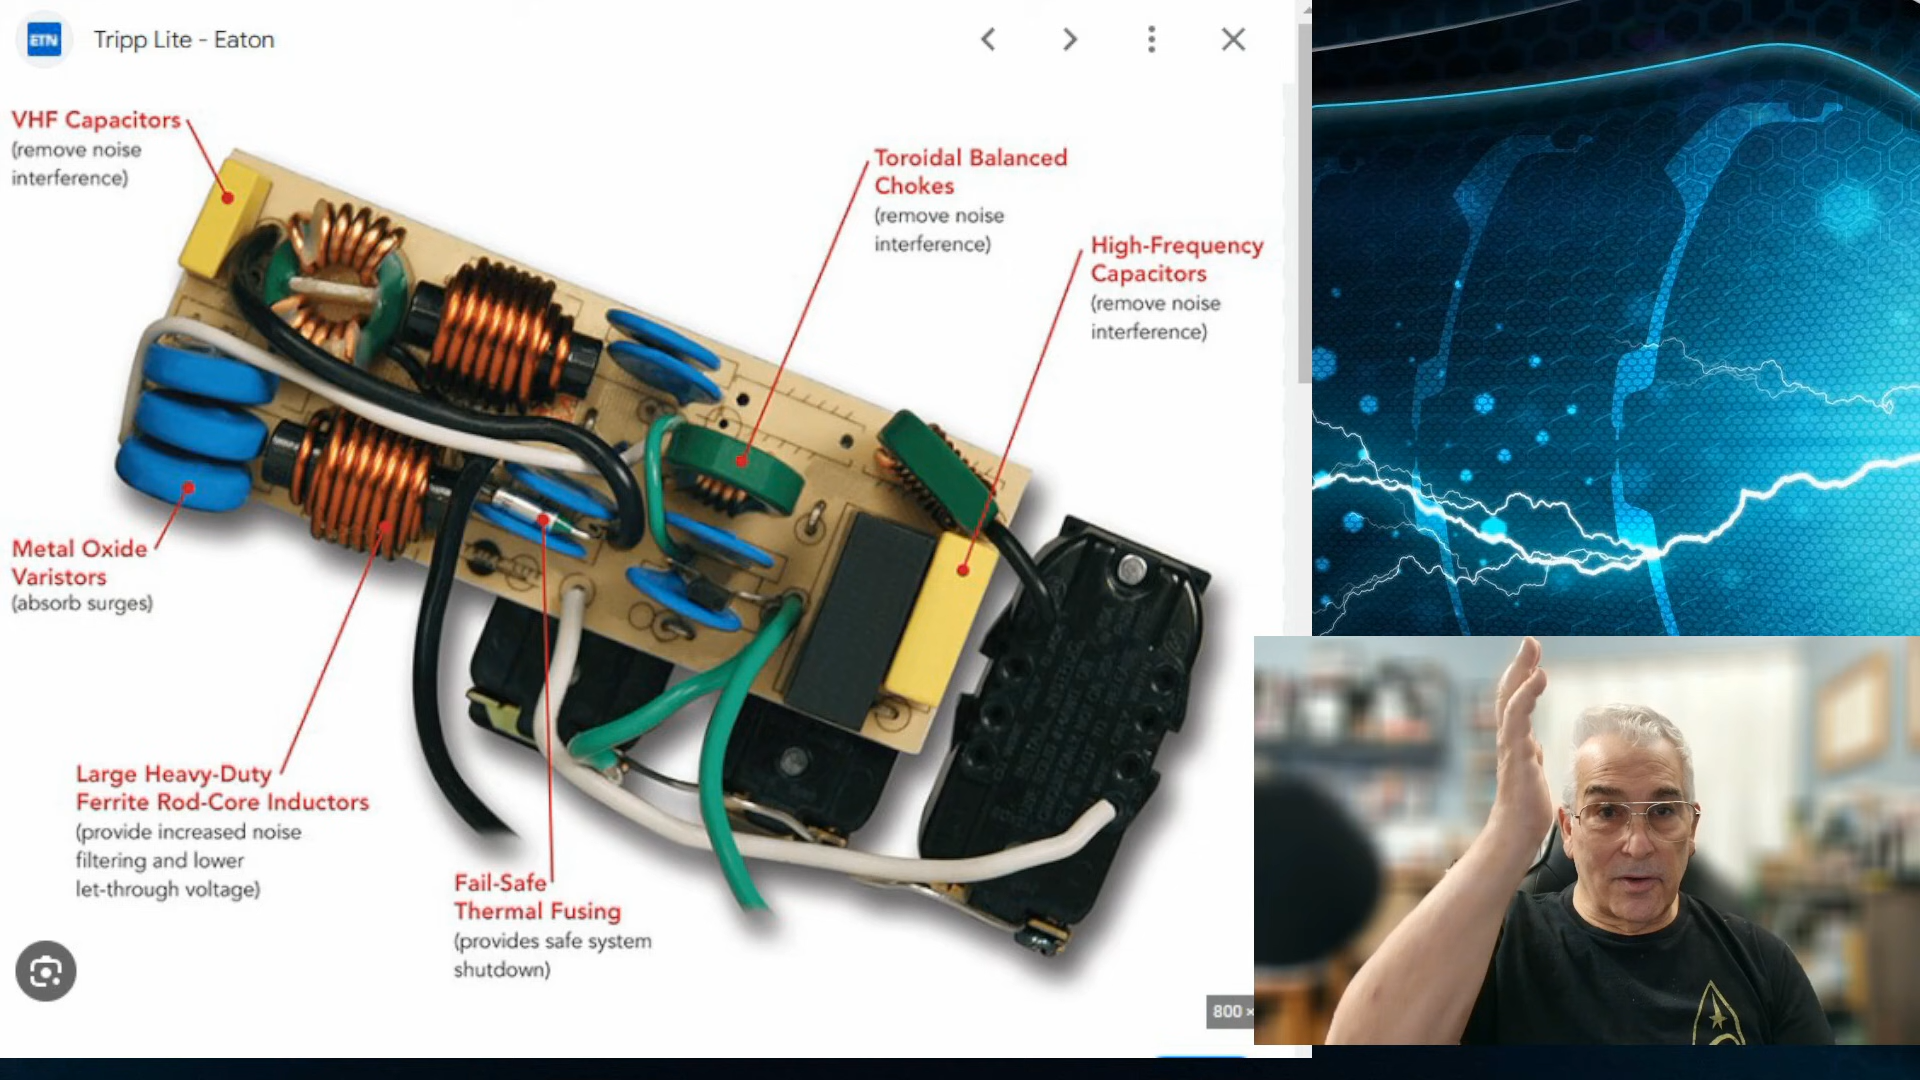 ETN
Tripp Lite - Eaton
VHF Capacitors
(remove noise
interference)
Toroidal Balanced
Chokes
(remove noise
interference)
High-Frequency
Capacitors
(remove noise
interference)
Metal Oxide
Varistors
(absorb surges)
Large Heavy-Duty
Ferrite Rod-Core Inductors
(provide increased noise
filtering and lower
let-through voltage)
Fail-Safe
Thermal Fusing
(provides safe system
shutdown)
800 ×